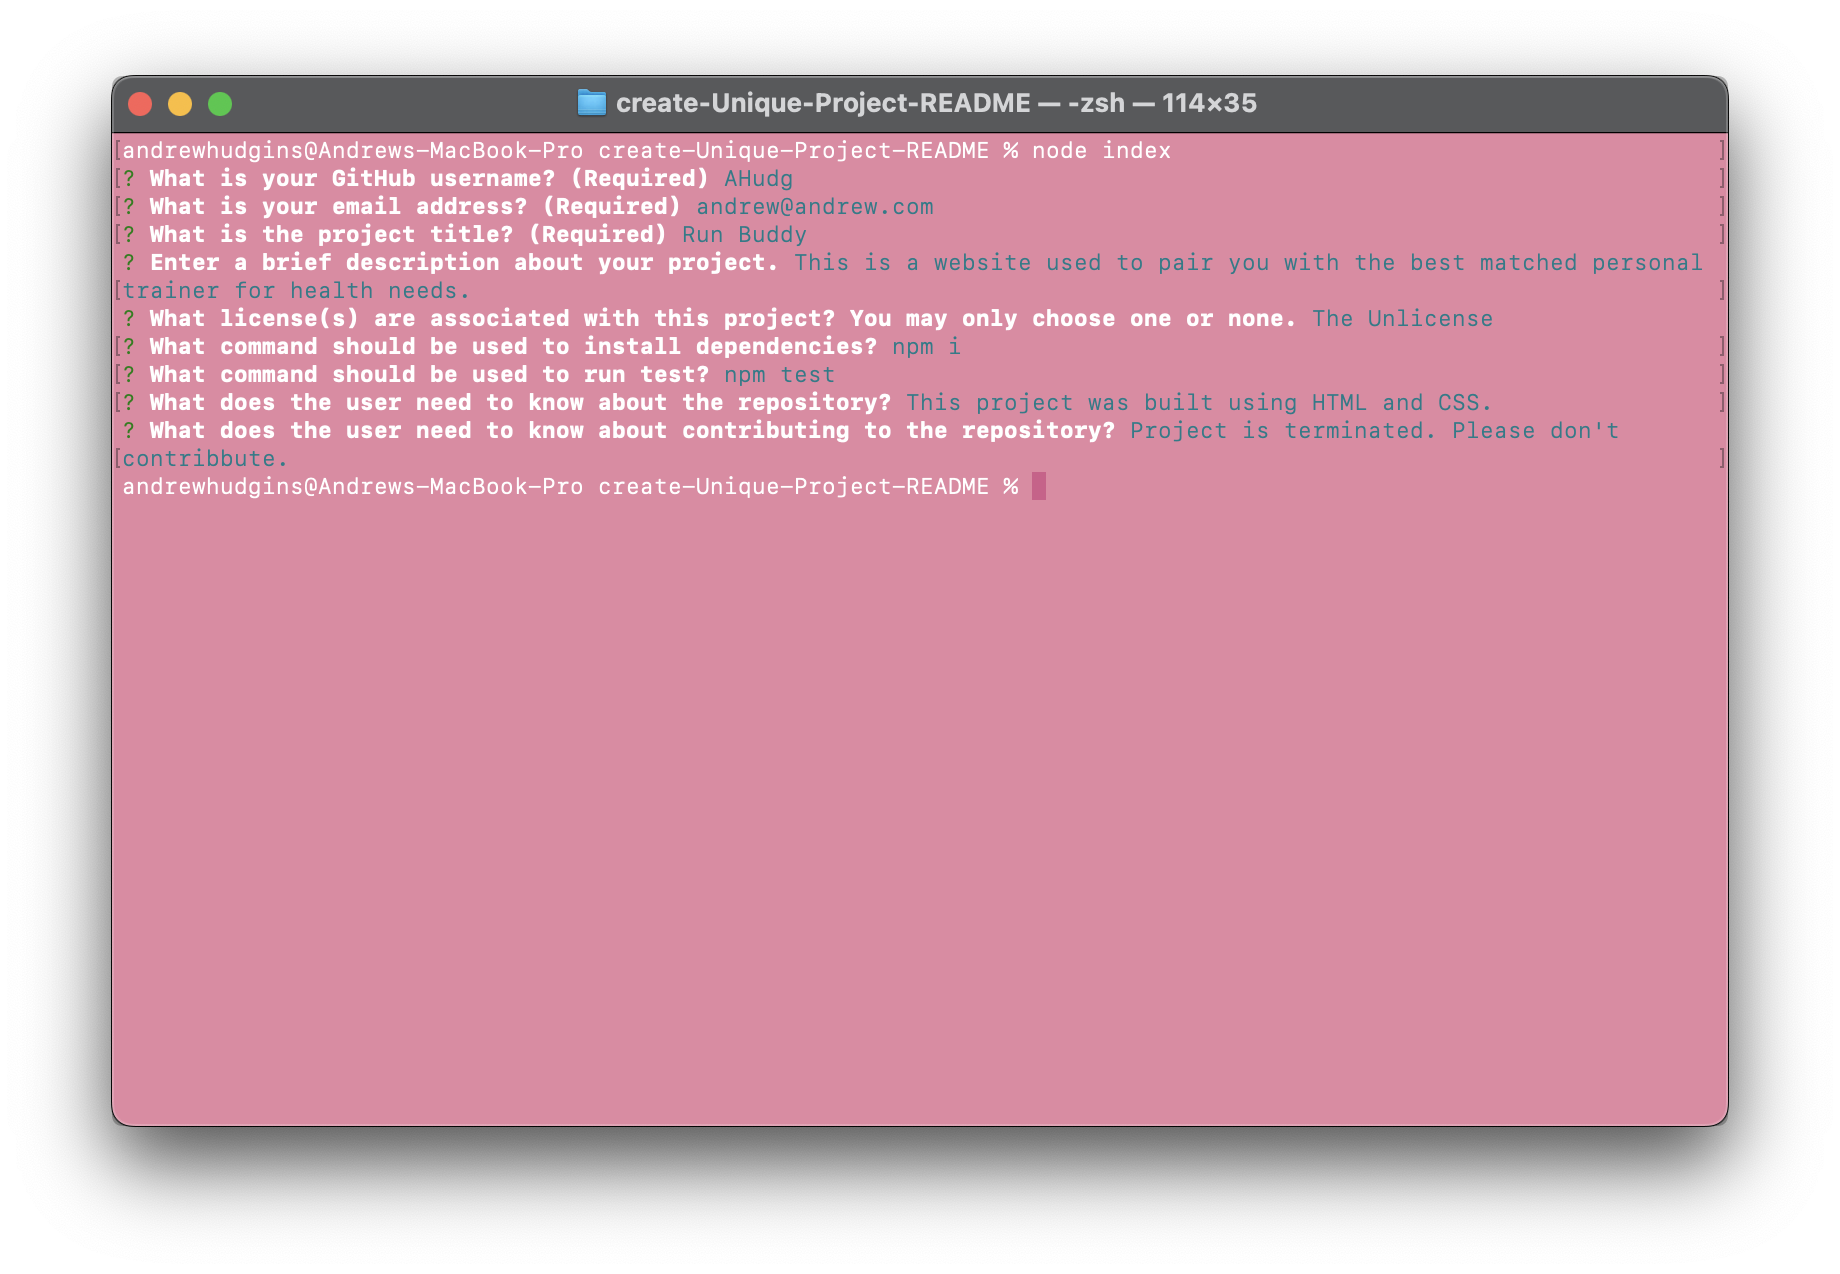 create-Unique-Project-README — -zsh — 114×35
[andrewhudgins@Andrews-MacBook-Pro create-Unique-Project-README % node index ]
[? What is your GitHub username? (Required) AHudg ]
[? What is your email address? (Required) andrew@andrew.com ]
[? What is the project title? (Required) Run Buddy ]
? Enter a brief description about your project. This is a website used to pair you with the best matched personal
[trainer for health needs. ]
? What license(s) are associated with this project? You may only choose one or none. The Unlicense
[? What command should be used to install dependencies? npm i ]
[? What command should be used to run test? npm test ]
[? What does the user need to know about the repository? This project was built using HTML and CSS. ]
? What does the user need to know about contributing to the repository? Project is terminated. Please don't
[contribbute. ]
andrewhudgins@Andrews-MacBook-Pro create-Unique-Project-README %